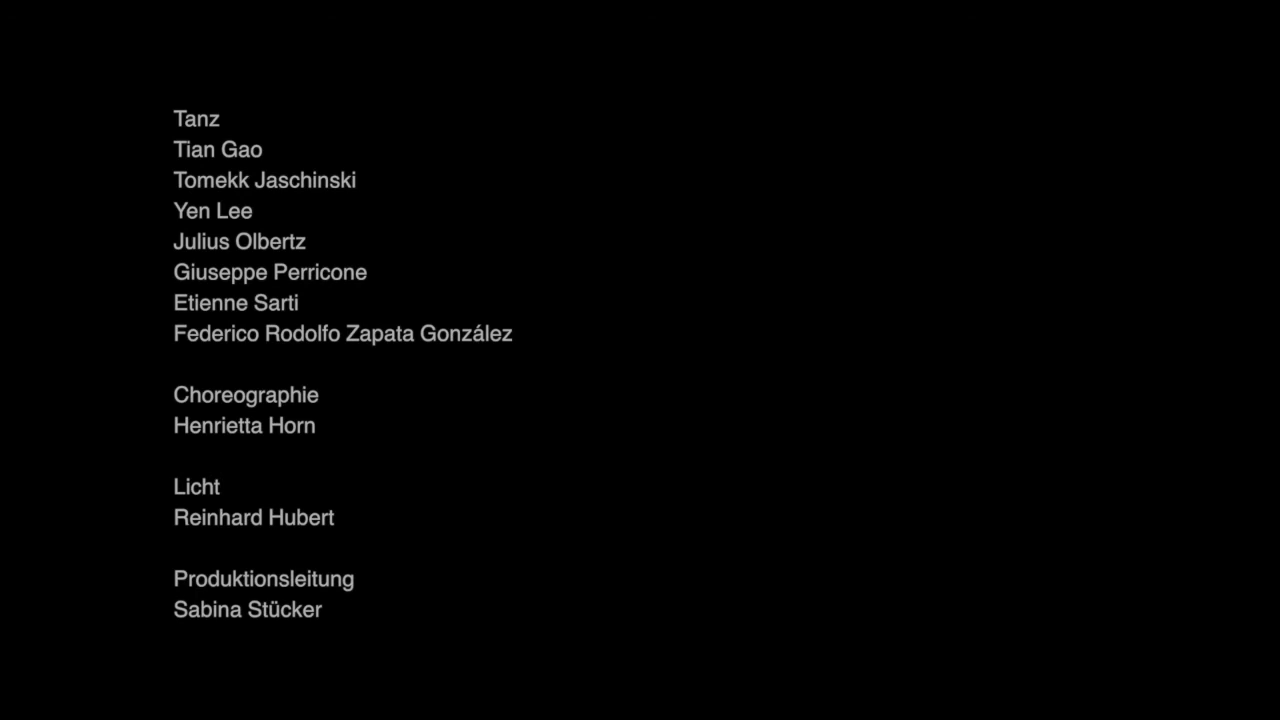 Tanz
Tian Gao
Tomekk Jaschinski
Yen Lee
Julius Olbertz
Giuseppe Perricone
Etienne Sarti
Federico Rodolfo Zapata González
Choreographie
Henrietta Horn
Licht
Reinhard Hubert
Produktionsleitung
Sabina Stücker